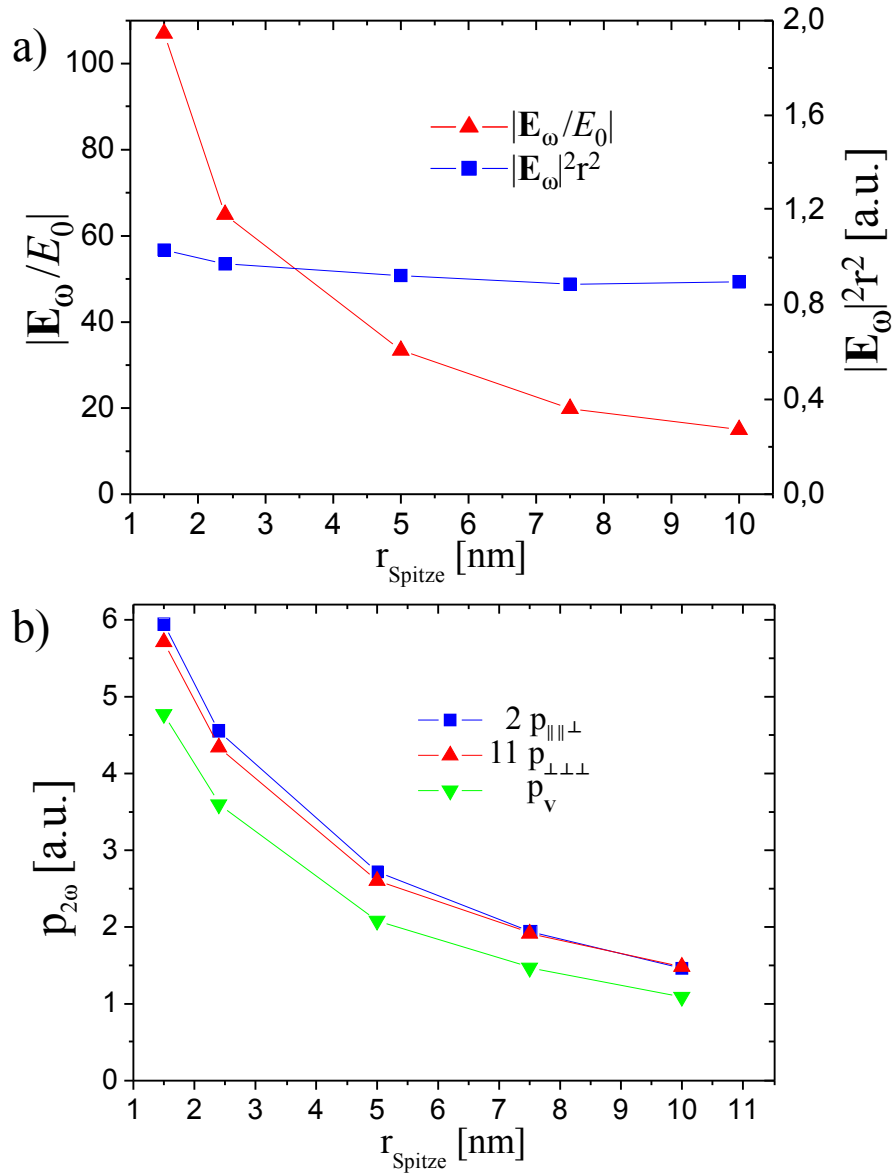 a)
|E_ω/E₀|
|E_ω|²r²
|E_ω/E₀|
100
80
60
40
20
0
|E_ω|²r² [a.u.]
2,0
1,6
1,2
0,8
0,4
0,0
1 2 3 4 5 6 7 8 9 10
r_Spitze [nm]
b)
2 p_∥∥⊥
11 p_⊥⊥⊥
p_v
p_2ω [a.u.]
6
5
4
3
2
1
0
1 2 3 4 5 6 7 8 9 10 11
r_Spitze [nm]